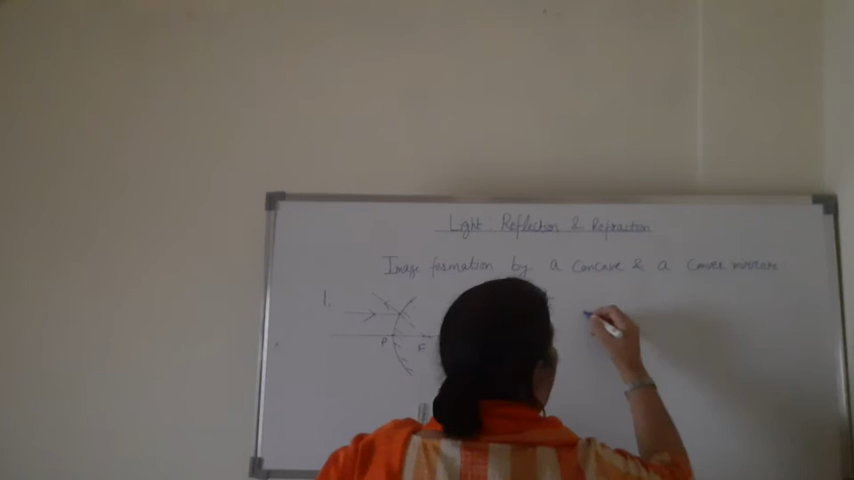 Light : Reflection & Refraction
Image formation by a concave & a convex mirrors
1.
P F